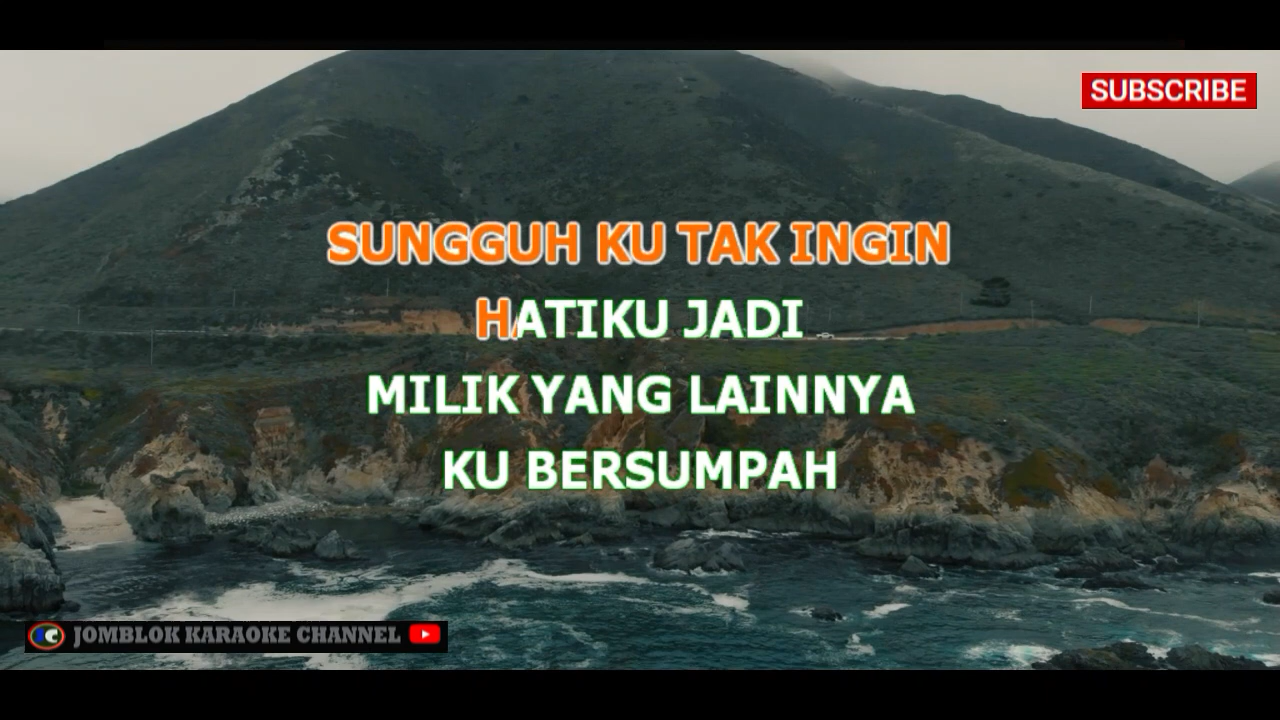 SUBSCRIBE
SUNGGUH KU TAK INGIN
HATIKU JADI
MILIK YANG LAINNYA
KU BERSUMPAH
JOMBLOK KARAOKE CHANNEL